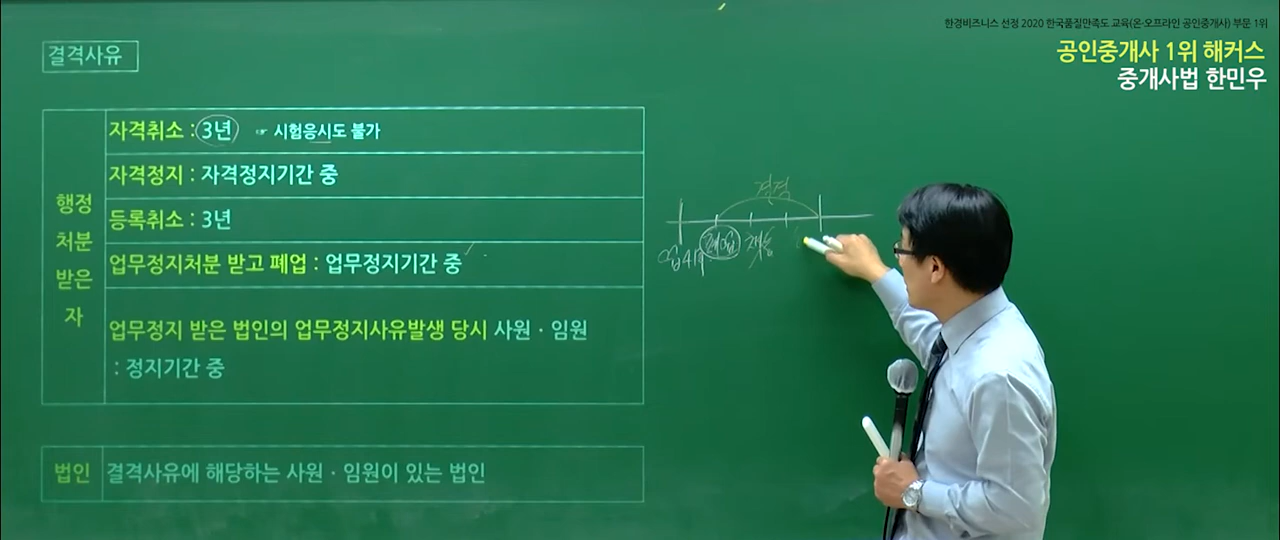 한경비즈니스 선정 2020 한국품질만족도 교육(온·오프라인 공인중개사) 부문 1위
공인중개사 1위 해커스
중개사법 한민우
결격사유
행정
처분
받은
자
자격취소 : 3년 ☞ 시험응시도 불가
자격정지 : 자격정지기간 중
등록취소 : 3년
업무정지처분 받고 폐업 : 업무정지기간 중
업무정지 받은 법인의 업무정지사유발생 당시 사원 · 임원
: 정지기간 중
법인 결격사유에 해당하는 사원 · 임원이 있는 법인
결격
폐업